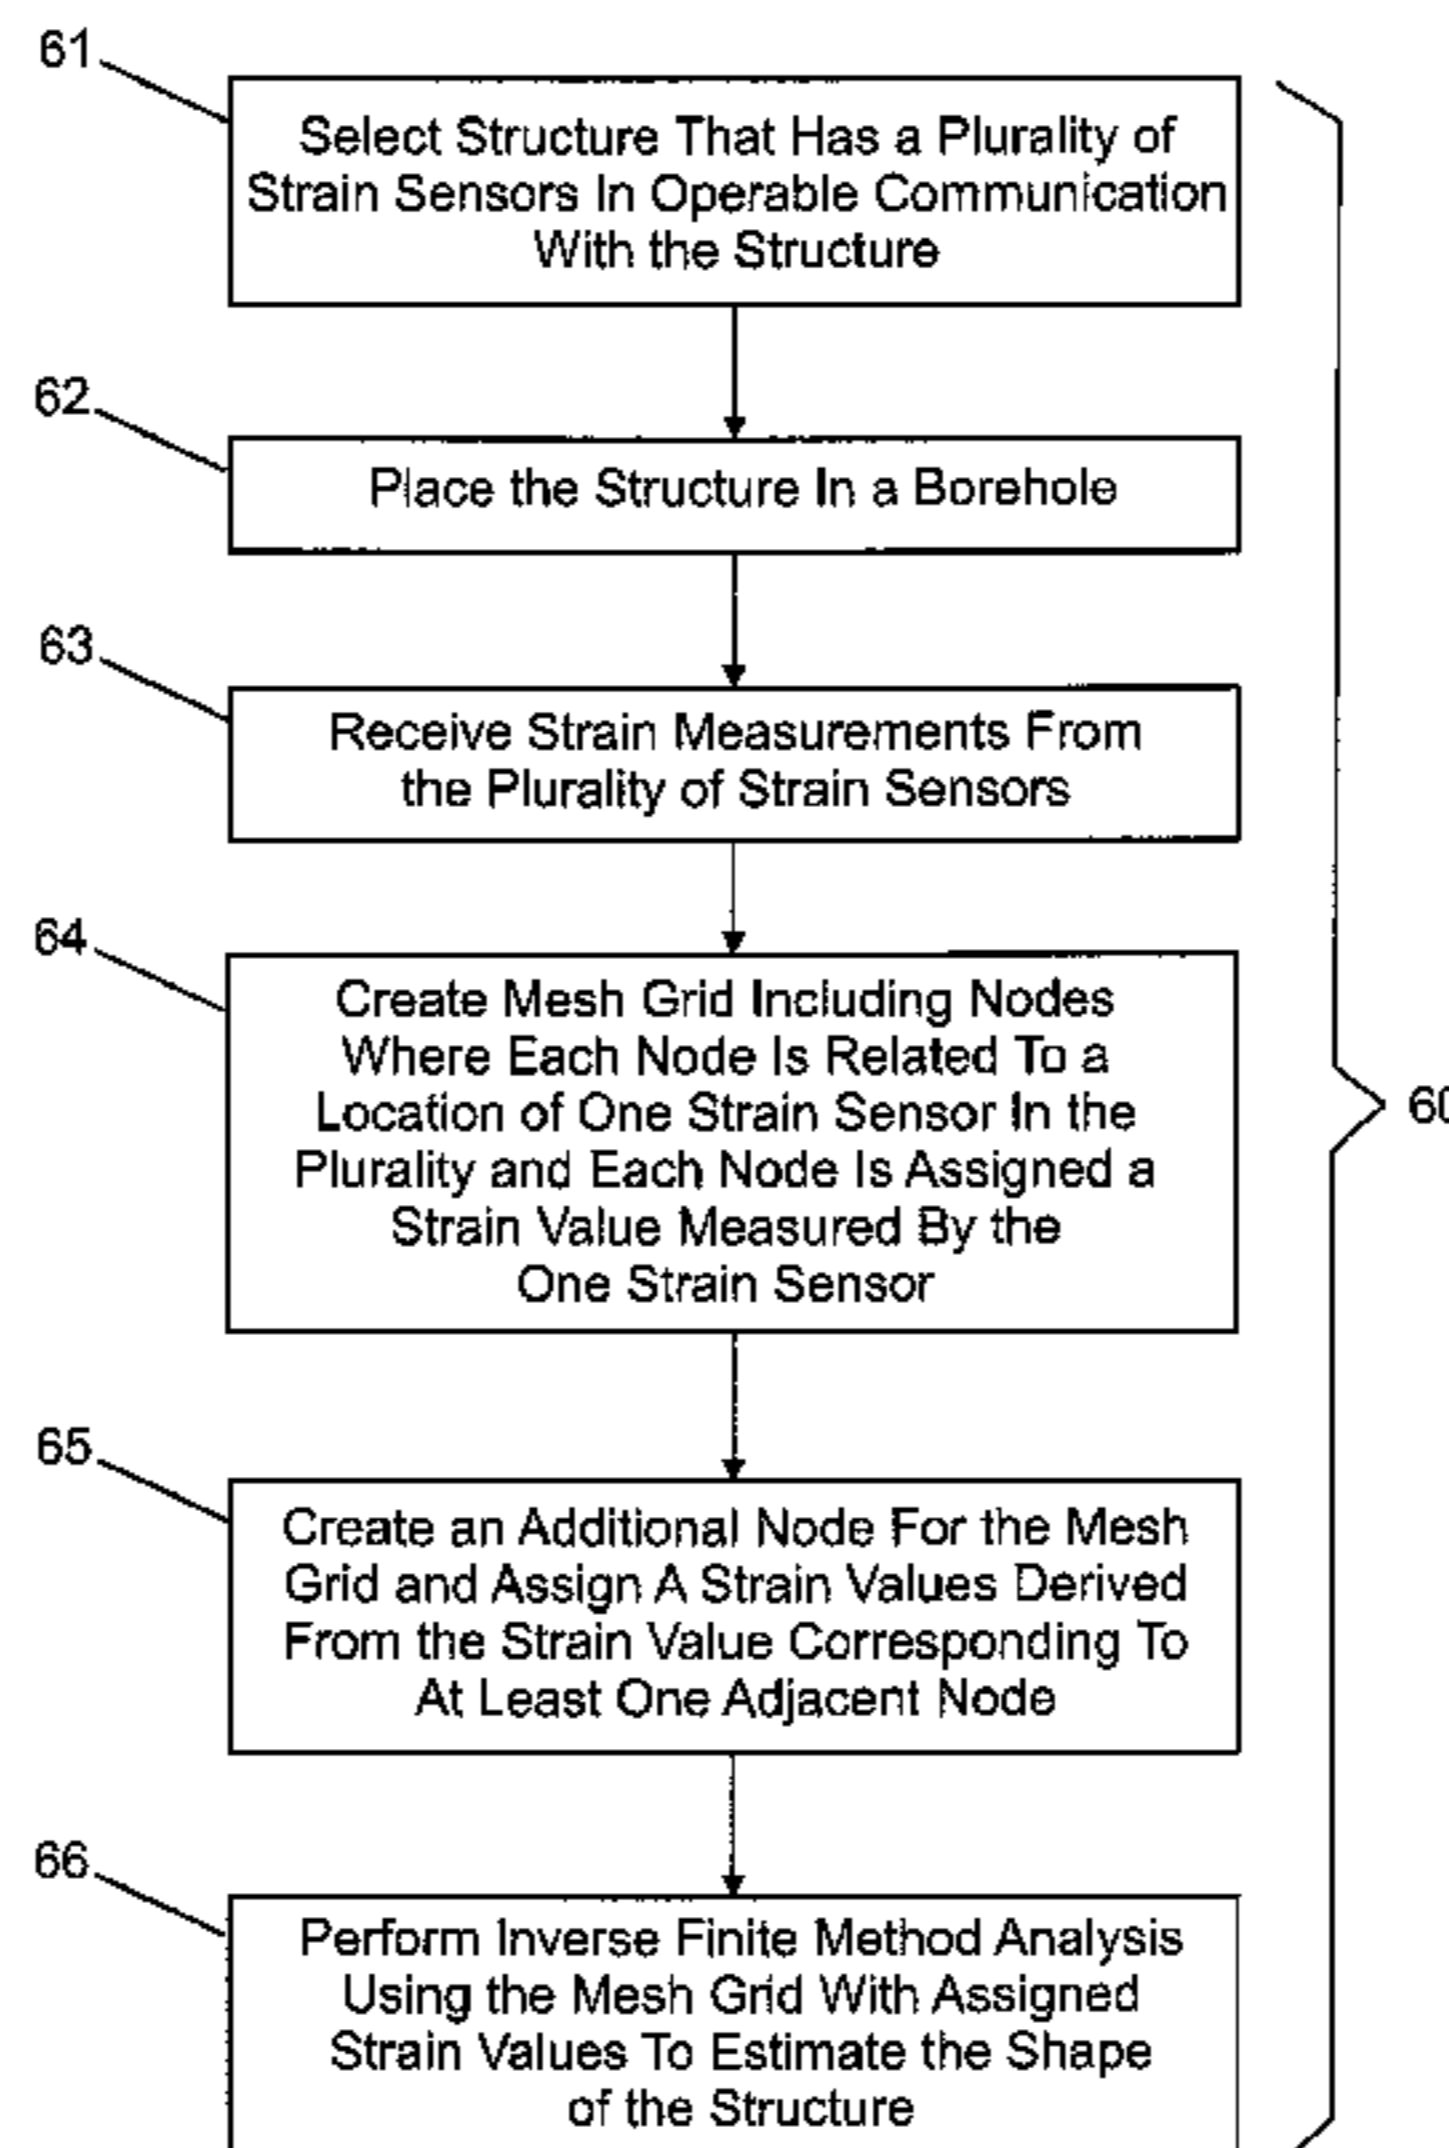 61
Select Structure That Has a Plurality of
Strain Sensors In Operable Communication
With the Structure
62
Place the Structure In a Borehole
63
Receive Strain Measurements From
the Plurality of Strain Sensors
64
Create Mesh Grid Including Nodes
Where Each Node Is Related To a
Location of One Strain Sensor In the
Plurality and Each Node Is Assigned a
Strain Value Measured By the
One Strain Sensor
60
65
Create an Additional Node For the Mesh
Grid and Assign A Strain Values Derived
From the Strain Value Corresponding To
At Least One Adjacent Node
66
Perform Inverse Finite Method Analysis
Using the Mesh Grid With Assigned
Strain Values To Estimate the Shape
of the Structure